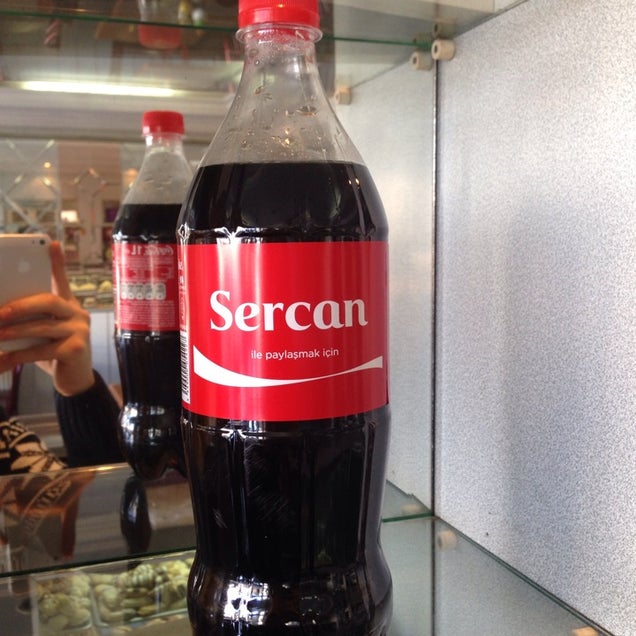 Sercan
ile paylaşmak için